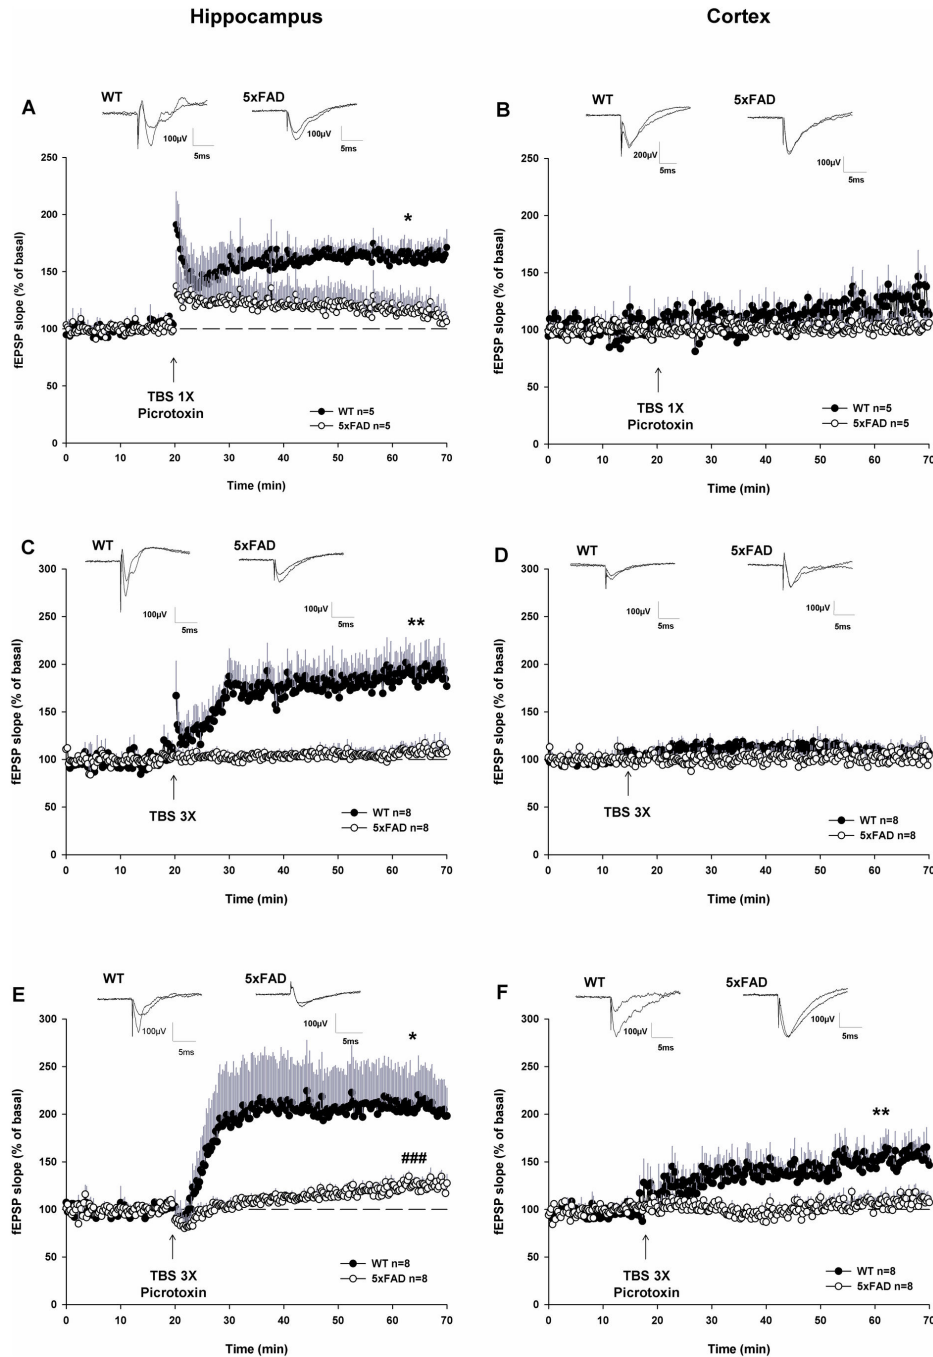 Hippocampus
Cortex
A
WT
5xFAD
100µV
5ms
100µV
5ms
250
200
150
100
50
0
fEPSP slope (% of basal)
*
TBS 1X
Picrotoxin
WT n=5
5xFAD n=5
0 10 20 30 40 50 60 70
Time (min)
B
WT
5xFAD
200µV
5ms
100µV
5ms
250
200
150
100
50
0
fEPSP slope (% of basal)
TBS 1X
Picrotoxin
WT n=5
5xFAD n=5
0 10 20 30 40 50 60 70
Time (min)
C
WT
5xFAD
100µV
5ms
100µV
5ms
300
250
200
150
100
50
0
fEPSP slope (% of basal)
**
TBS 3X
WT n=8
5xFAD n=8
0 10 20 30 40 50 60 70
Time (min)
D
WT
5xFAD
100µV
5ms
100µV
5ms
300
250
200
150
100
50
0
fEPSP slope (% of basal)
TBS 3X
WT n=8
5xFAD n=8
0 10 20 30 40 50 60 70
Time (min)
E
WT
5xFAD
100µV
5ms
100µV
5ms
300
250
200
150
100
50
0
fEPSP slope (% of basal)
*
###
TBS 3X
Picrotoxin
WT n=8
5xFAD n=8
0 10 20 30 40 50 60 70
Time (min)
F
WT
5xFAD
100µV
5ms
100µV
5ms
300
250
200
150
100
50
0
fEPSP slope (% of basal)
**
TBS 3X
Picrotoxin
WT n=8
5xFAD n=8
0 10 20 30 40 50 60 70
Time (min)